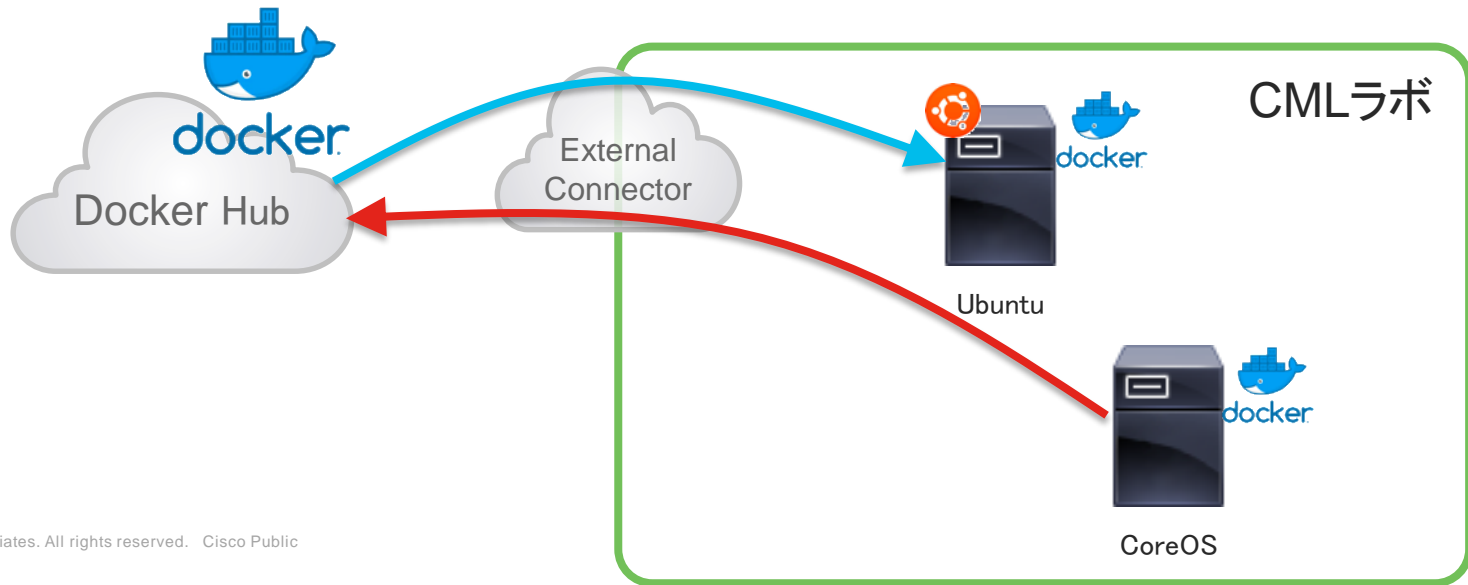 docker
Docker Hub
External
Connector
CMLラボ
docker
Ubuntu
docker
CoreOS
iates. All rights reserved. Cisco Public